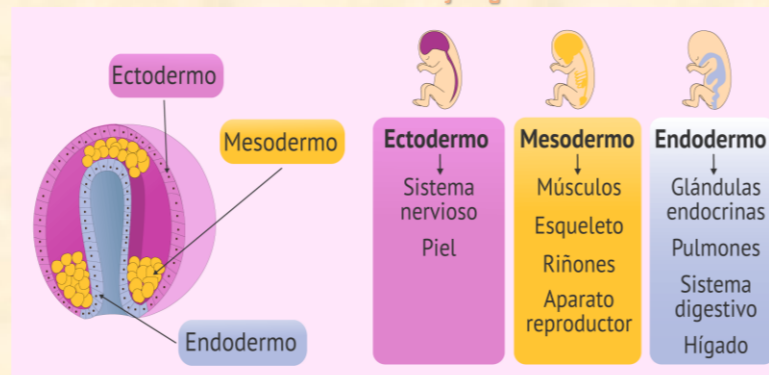 Ectodermo
Mesodermo
Endodermo
Ectodermo
Sistema
nervioso
Piel
Mesodermo
Músculos
Esqueleto
Riñones
Aparato
reproductor
Endodermo
Glándulas
endocrinas
Pulmones
Sistema
digestivo
Hígado